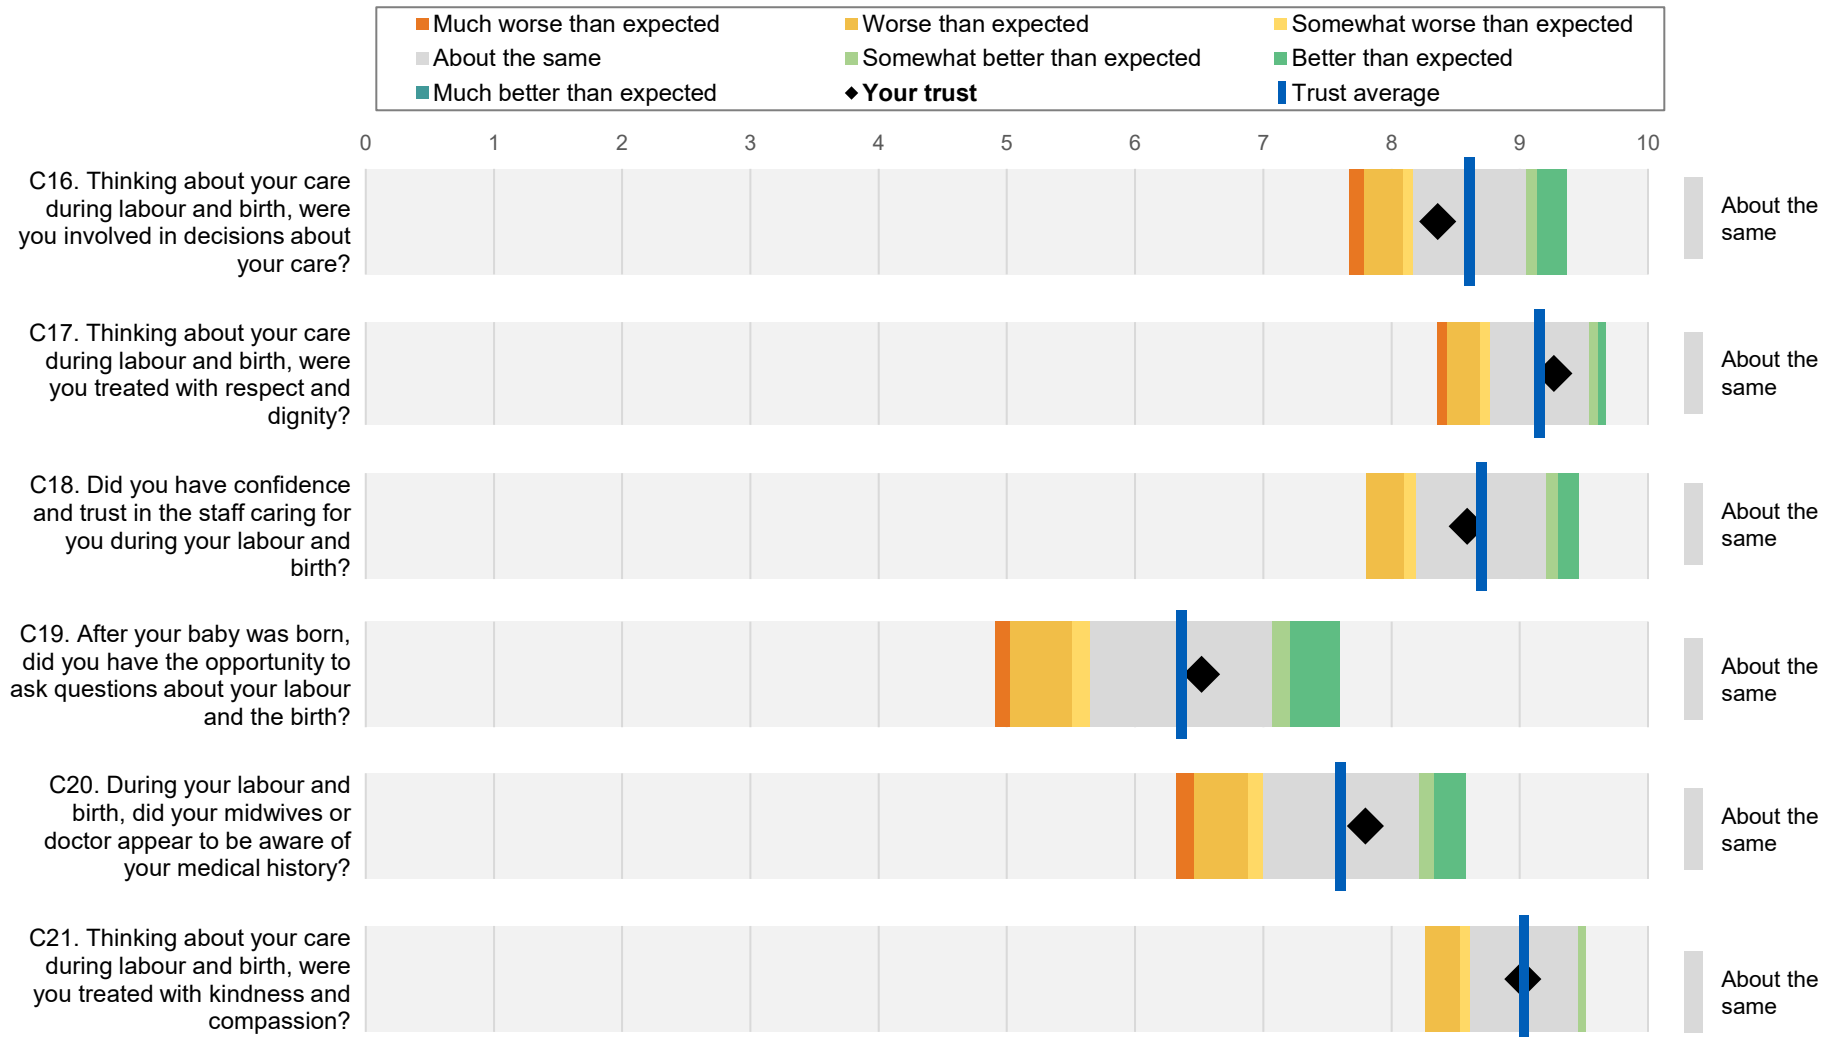 Much worse than expected
Worse than expected
Somewhat worse than expected
About the same
Somewhat better than expected
Better than expected
Much better than expected
Your trust
Trust average
0 1 2 3 4 5 6 7 8 9 10
C16. Thinking about your care
during labour and birth, were
you involved in decisions about
your care?
About the
same
C17. Thinking about your care
during labour and birth, were
you treated with respect and
dignity?
About the
same
C18. Did you have confidence
and trust in the staff caring for
you during your labour and
birth?
About the
same
C19. After your baby was born,
did you have the opportunity to
ask questions about your labour
and the birth?
About the
same
C20. During your labour and
birth, did your midwives or
doctor appear to be aware of
your medical history?
About the
same
C21. Thinking about your care
during labour and birth, were
you treated with kindness and
compassion?
About the
same